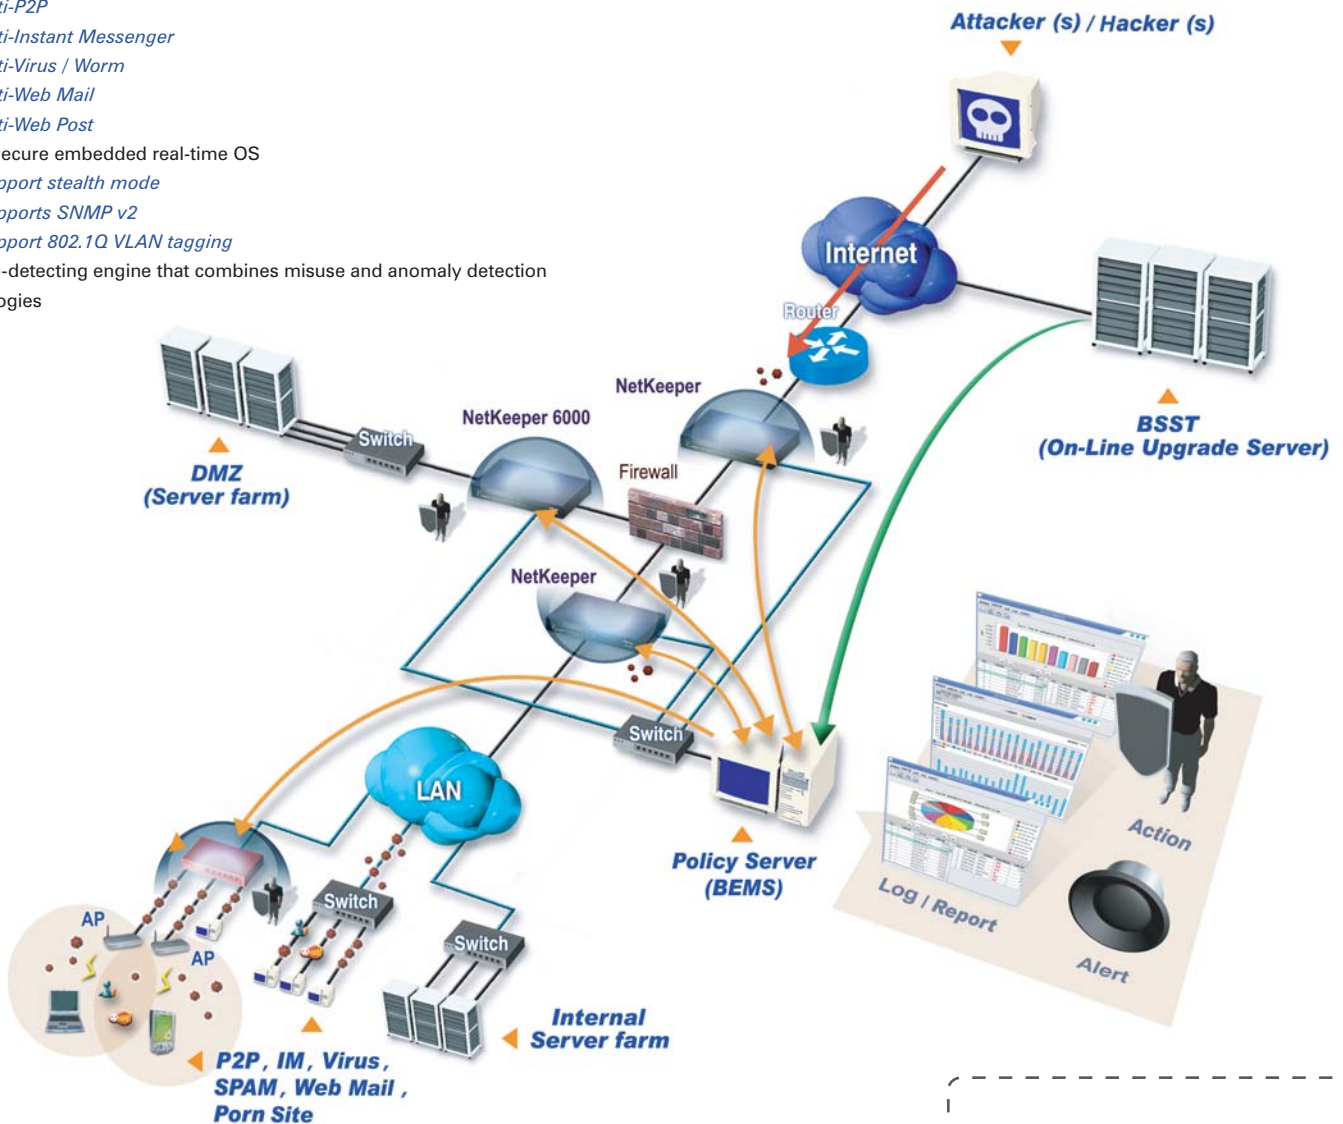 ti-P2P
ti-Instant Messenger
ti-Virus / Worm
ti-Web Mail
ti-Web Post
ecure embedded real-time OS
pport stealth mode
pports SNMP v2
pport 802.1Q VLAN tagging
-detecting engine that combines misuse and anomaly detection
ogies
Attacker (s) / Hacker (s)
Internet
Router
BSST
(On-Line Upgrade Server)
NetKeeper
NetKeeper 6000
Switch
DMZ
(Server farm)
Firewall
NetKeeper
Switch
LAN
Policy Server
(BEMS)
Action
Log / Report
Alert
AP
AP
Switch
Switch
Internal
Server farm
P2P, IM, Virus,
SPAM, Web Mail ,
Porn Site